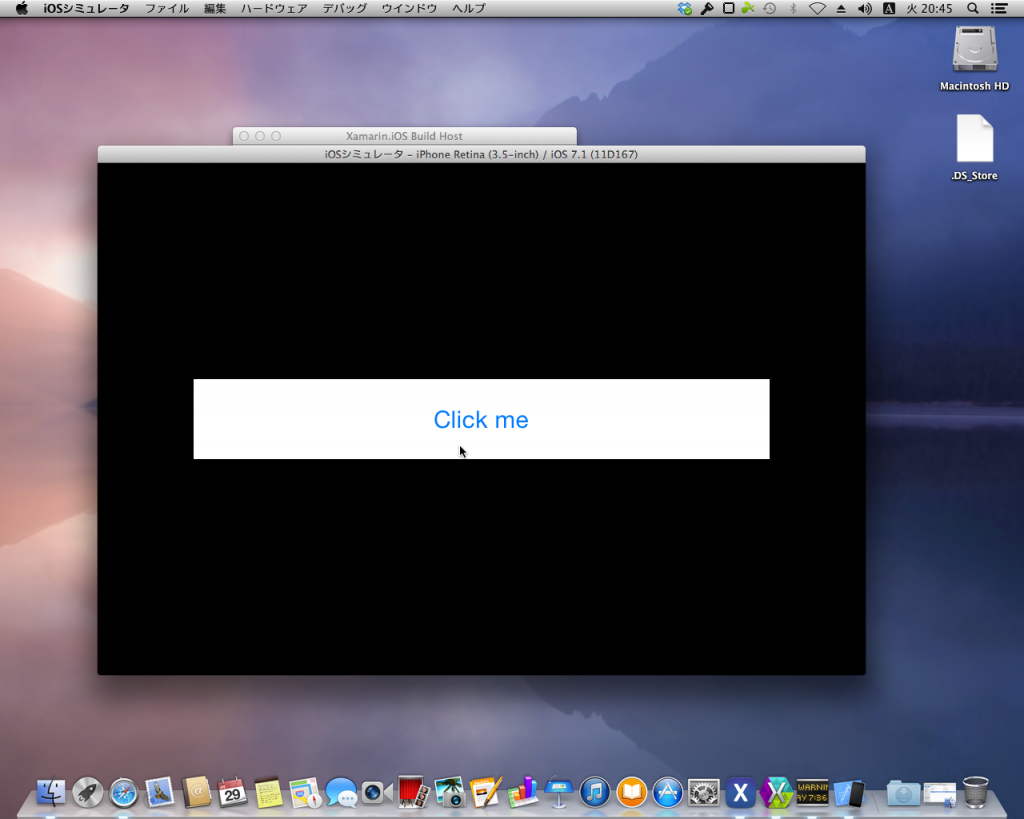 iOSシミュレータ ファイル 編集 ハードウェア デバッグ ウインドウ ヘルプ A 火 20:45
Macintosh HD
.DS_Store
Xamarin.iOS Build Host
iOSシミュレータ – iPhone Retina (3.5-inch) / iOS 7.1 (11D167)
Click me
29
X
WARNIN
AY 7:36